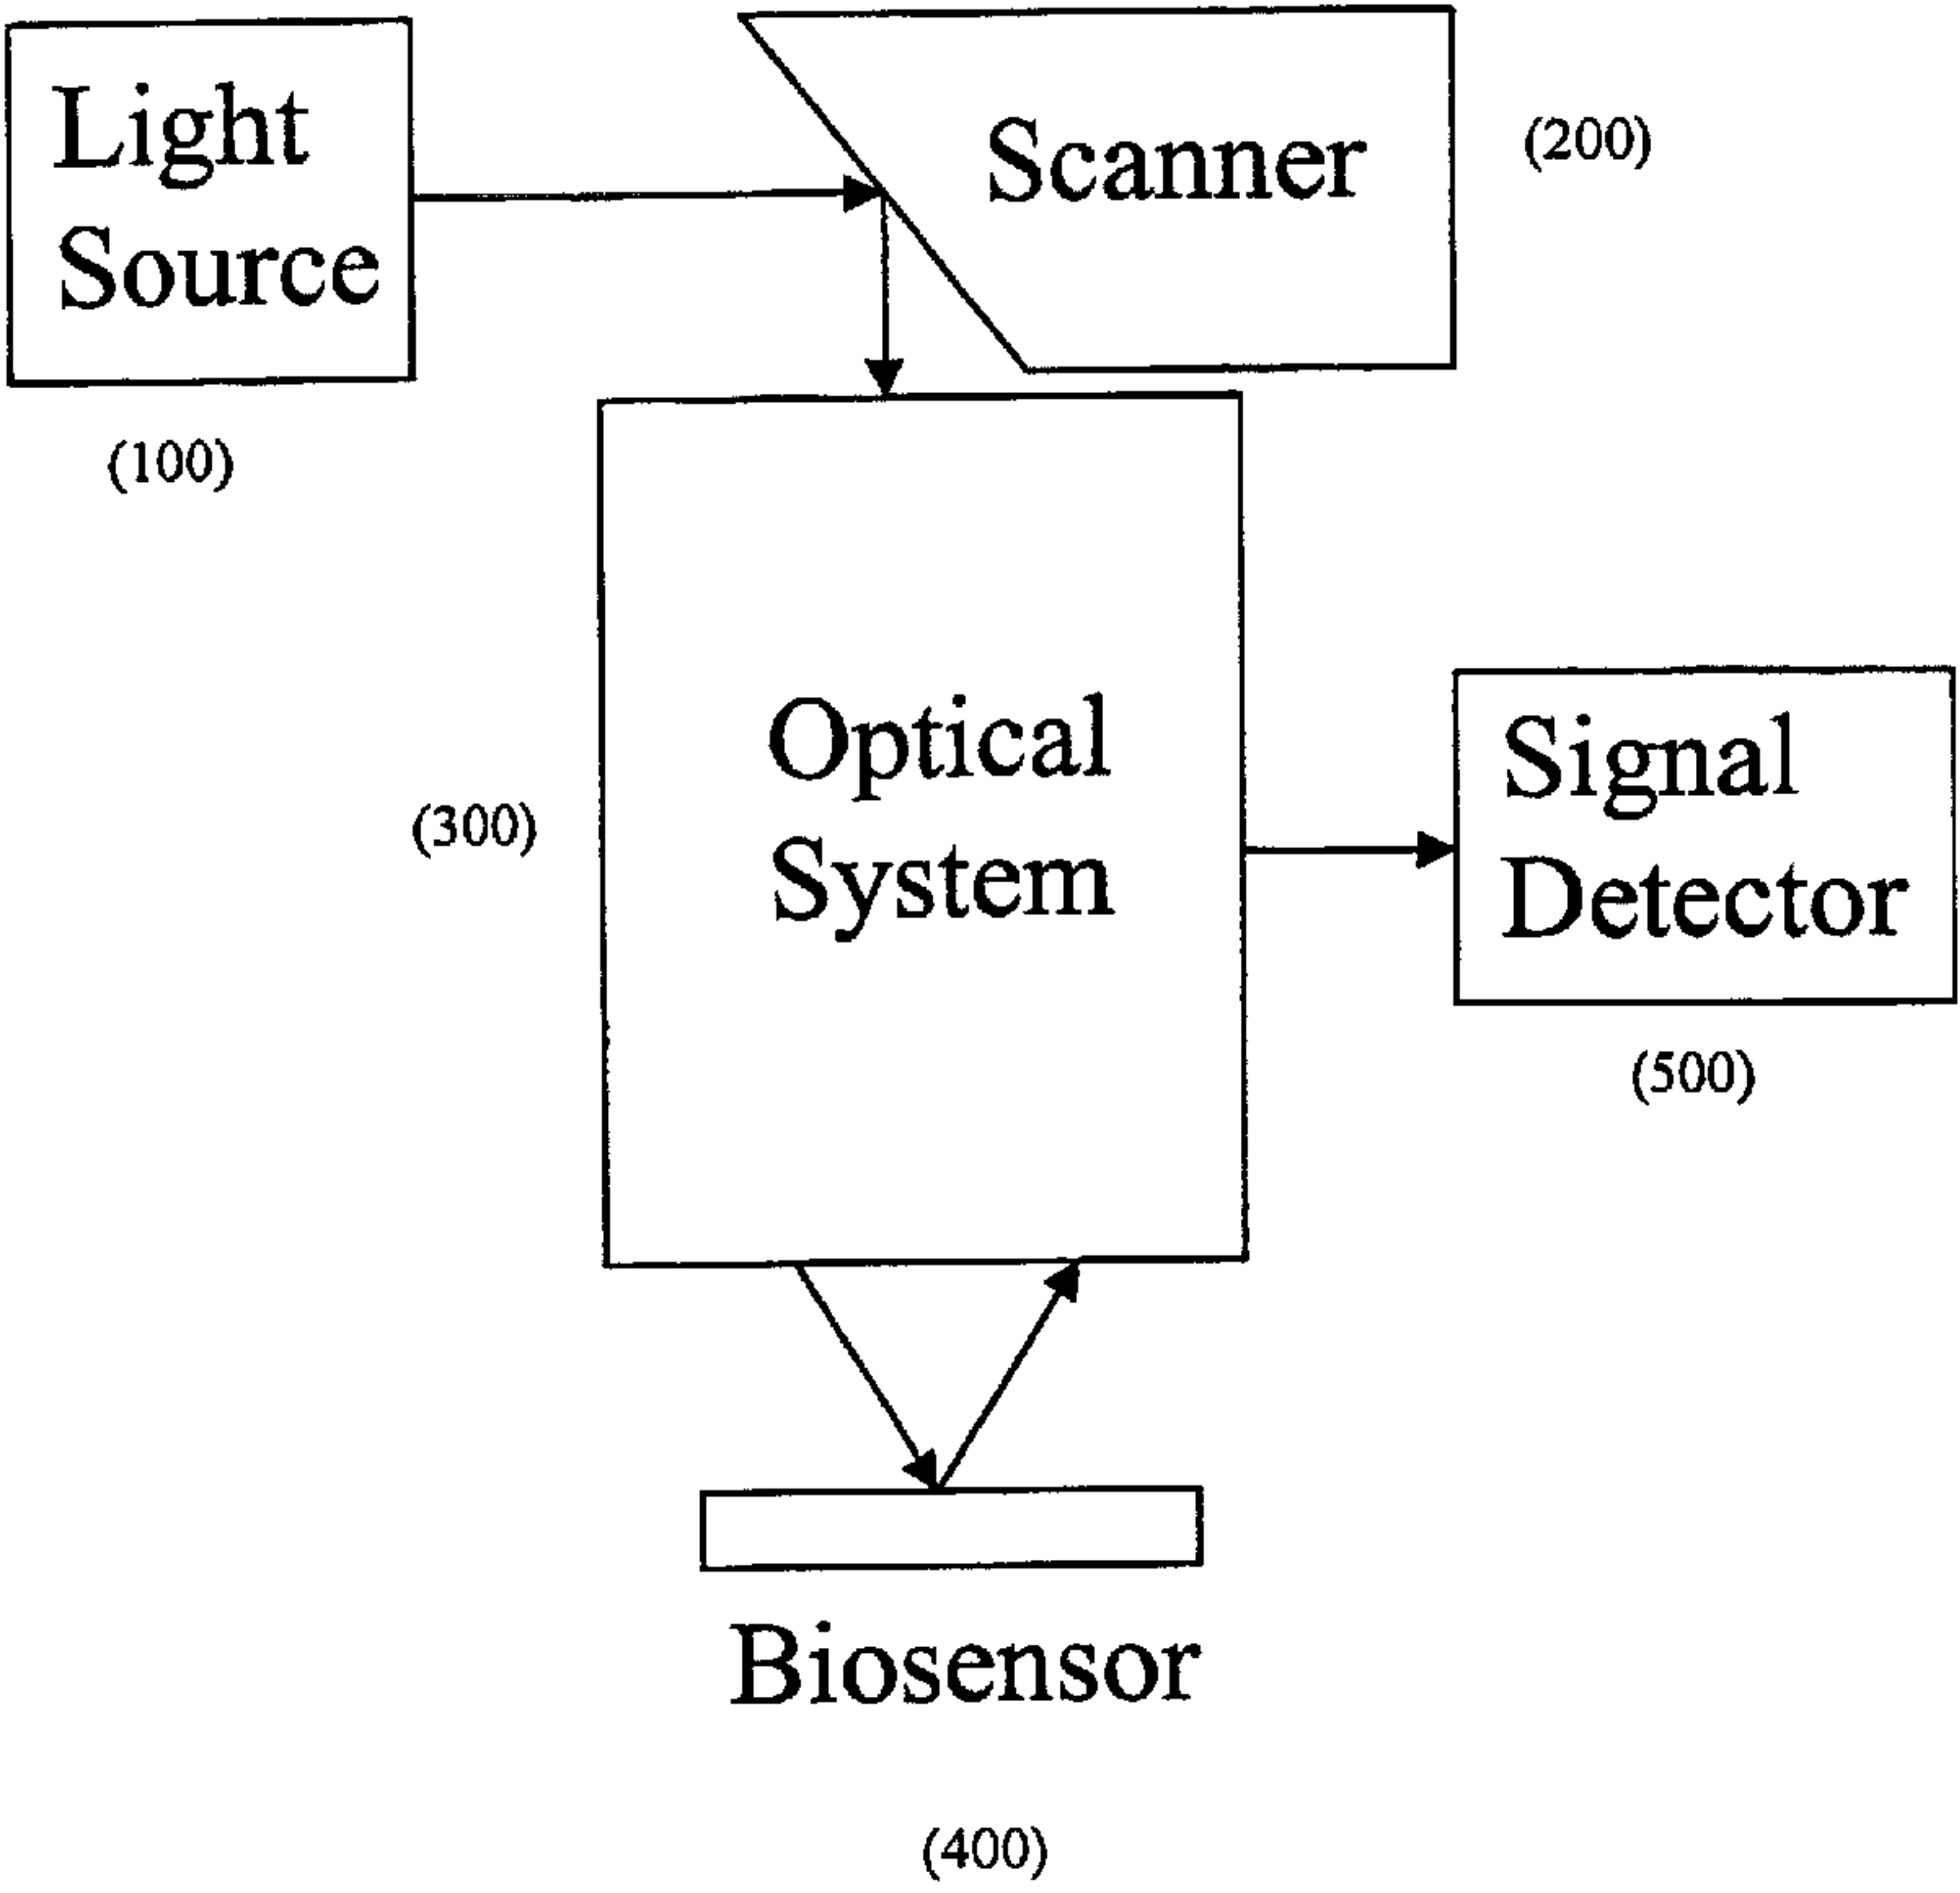 Light
Source
(100)
Scanner
(200)
Optical
System
(300)
Signal
Detector
(500)
Biosensor
(400)